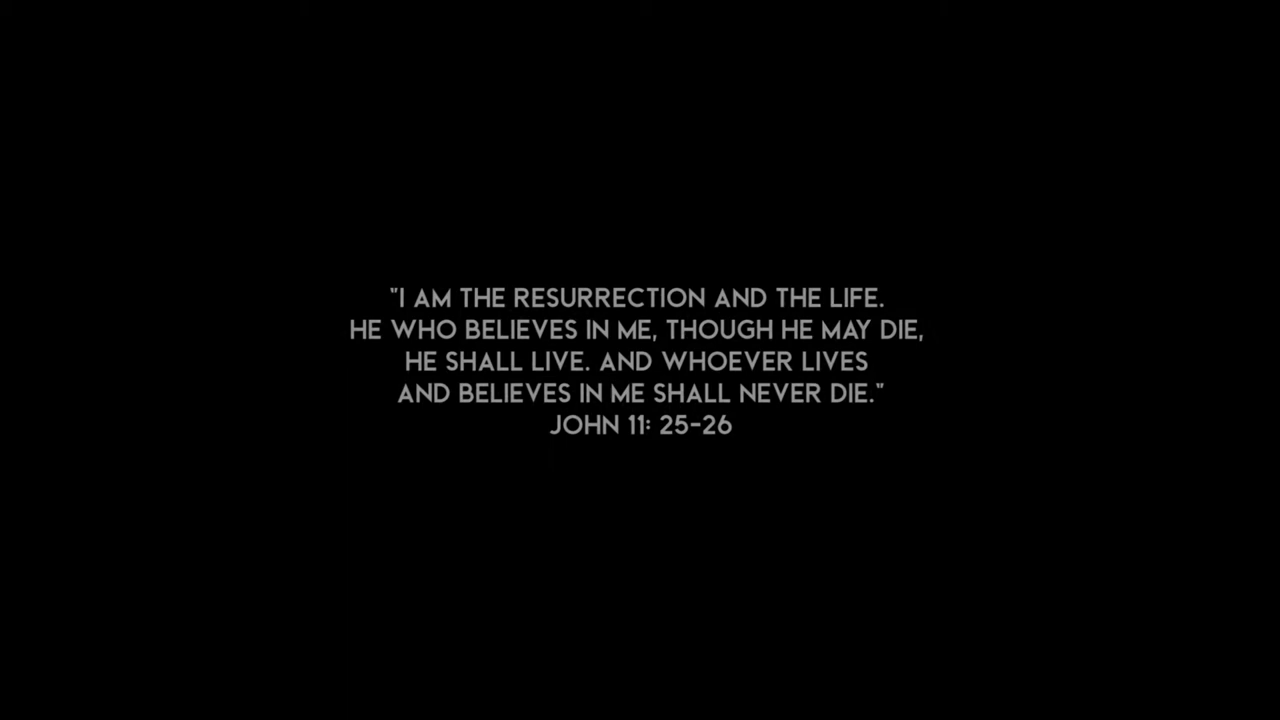 "I AM THE RESURRECTION AND THE LIFE.
HE WHO BELIEVES IN ME, THOUGH HE MAY DIE,
HE SHALL LIVE. AND WHOEVER LIVES
AND BELIEVES IN ME SHALL NEVER DIE."
JOHN 11: 25-26